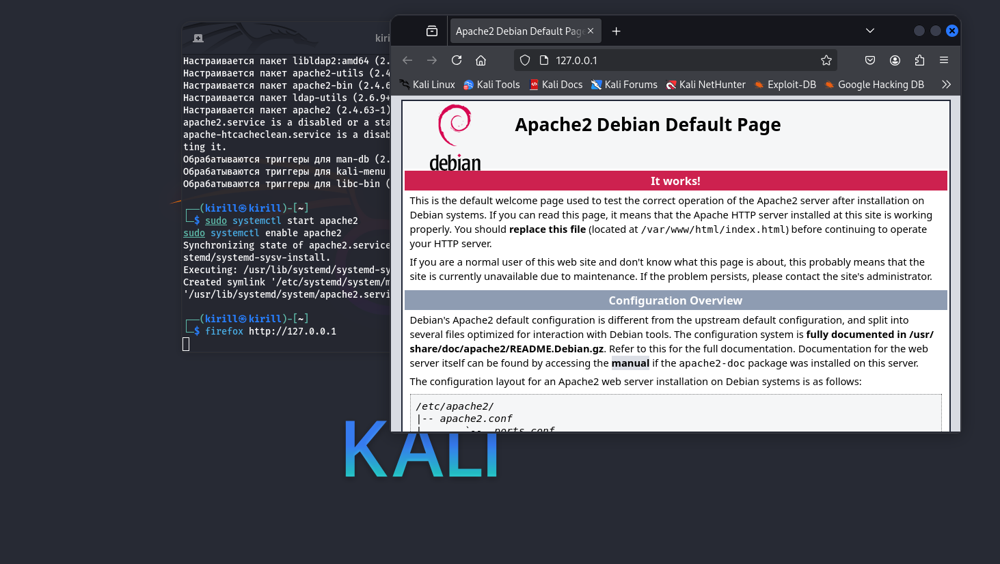 kiri
Настраивается пакет libldap2:amd64 (2.
Настраивается пакет apache2-utils (2.4
Настраивается пакет apache2-bin (2.4.6
Настраивается пакет ldap-utils (2.6.9+
Настраивается пакет apache2 (2.4.63-1)
apache2.service is a disabled or a sta
apache-htcacheclean.service is a disab
ting it.
Обрабатываются триггеры для man-db (2.
Обрабатываются триггеры для kali-menu
Обрабатываются триггеры для libc-bin (
┌──(kirill㉿kirill)-[~]
└─$ sudo systemctl start apache2
sudo systemctl enable apache2
Synchronizing state of apache2.service
stemd/systemd-sysv-install.
Executing: /usr/lib/systemd/systemd-sy
Created symlink '/etc/systemd/system/m
'/usr/lib/systemd/system/apache2.servi
┌──(kirill㉿kirill)-[~]
└─$ firefox http://127.0.0.1
Apache2 Debian Default Pag
127.0.0.1
Kali Linux Kali Tools Kali Docs Kali Forums Kali NetHunter Exploit-DB Google Hacking DB
debian
Apache2 Debian Default Page
It works!
This is the default welcome page used to test the correct operation of the Apache2 server after installation on
Debian systems. If you can read this page, it means that the Apache HTTP server installed at this site is working
properly. You should replace this file (located at /var/www/html/index.html) before continuing to operate
your HTTP server.
If you are a normal user of this web site and don't know what this page is about, this probably means that the
site is currently unavailable due to maintenance. If the problem persists, please contact the site's administrator.
Configuration Overview
Debian's Apache2 default configuration is different from the upstream default configuration, and split into
several files optimized for interaction with Debian tools. The configuration system is fully documented in /usr/
share/doc/apache2/README.Debian.gz. Refer to this for the full documentation. Documentation for the web
server itself can be found by accessing the manual if the apache2-doc package was installed on this server.
The configuration layout for an Apache2 web server installation on Debian systems is as follows:
/etc/apache2/
|-- apache2.conf
|       `--  ports.conf
KALI